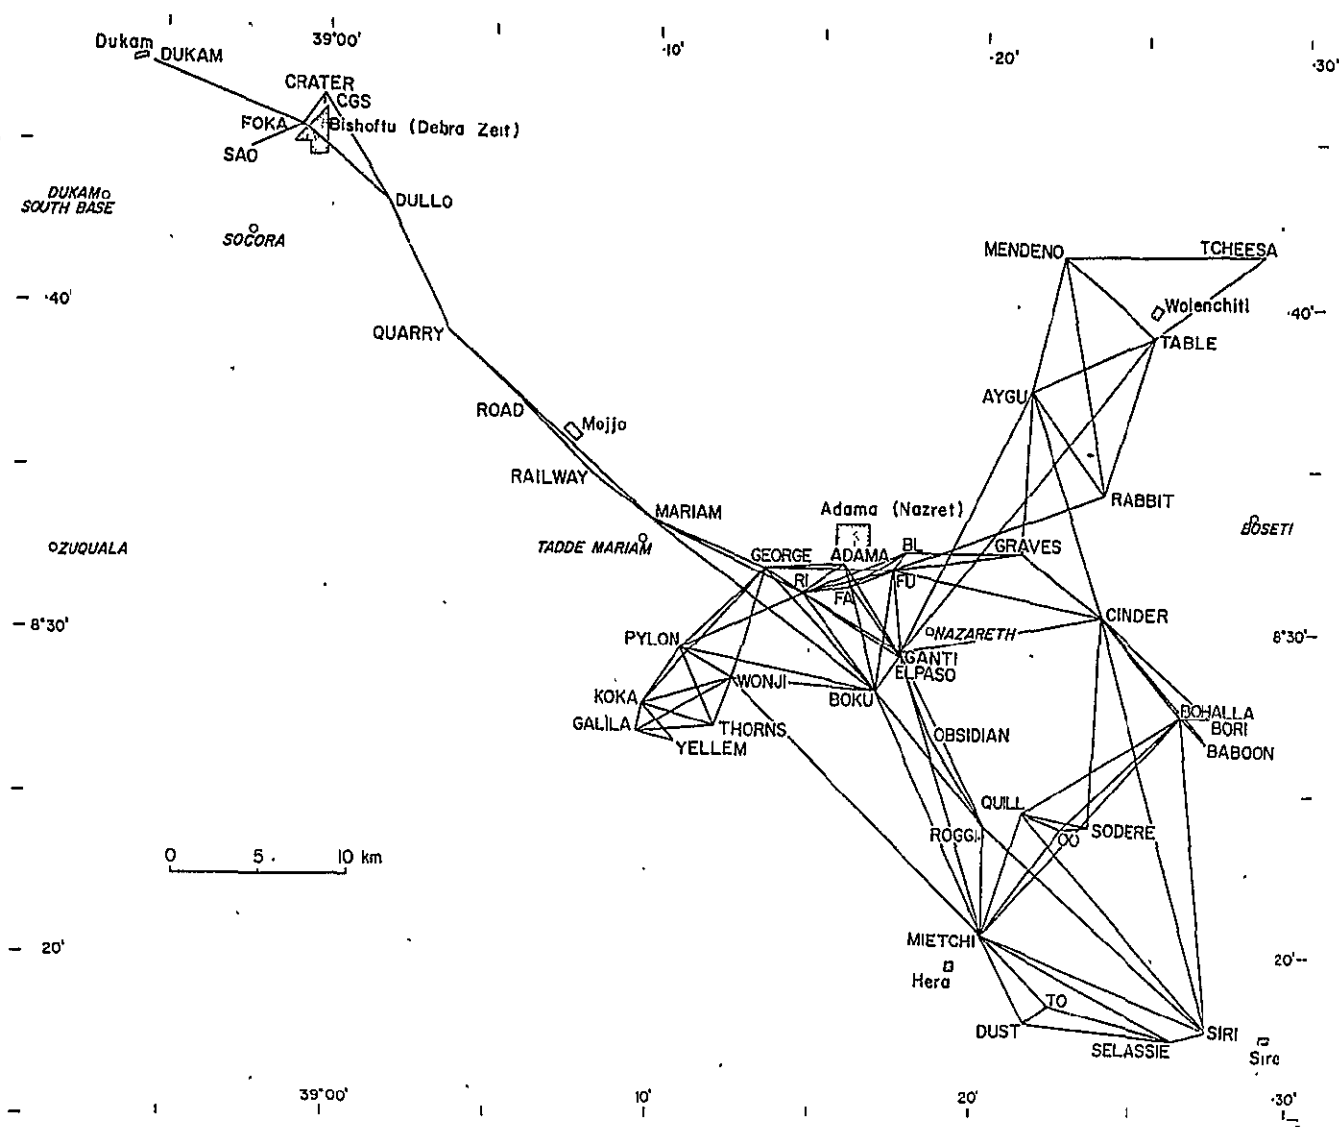 39°00'
·10'
·20'
·30'
Dukam
DUKAM
CRATER
CGS
FOKA
Bishoftu (Debra Zeit)
SAO
DUKAM
SOUTH BASE
DULLO
SOCORA
MENDENO
TCHEESA
·40'
Wolenchiti
·40'
QUARRY
TABLE
AYGU
ROAD
Mojjo
RAILWAY
RABBIT
MARIAM
Adama (Nazret)
BOSETI
ZUQUALA
TADDE MARIAM
GEORGE
ADAMA
BL
GRAVES
RI
FA
FU
8°30'
CINDER
8°30'
PYLON
NAZARETH
GANTI
ELPASO
WONJI
KOKA
BOKU
GALILA
THORNS
YELLEM
OBSIDIAN
BOHALLA
BORI
BABOON
QUILL
ROGGI
OO
SODERE
0 5 10 km
MIETCHI
20'
20'
Hera
TO
DUST
SIRI
SELASSIE
Sire
39°00'
10'
20'
·30'